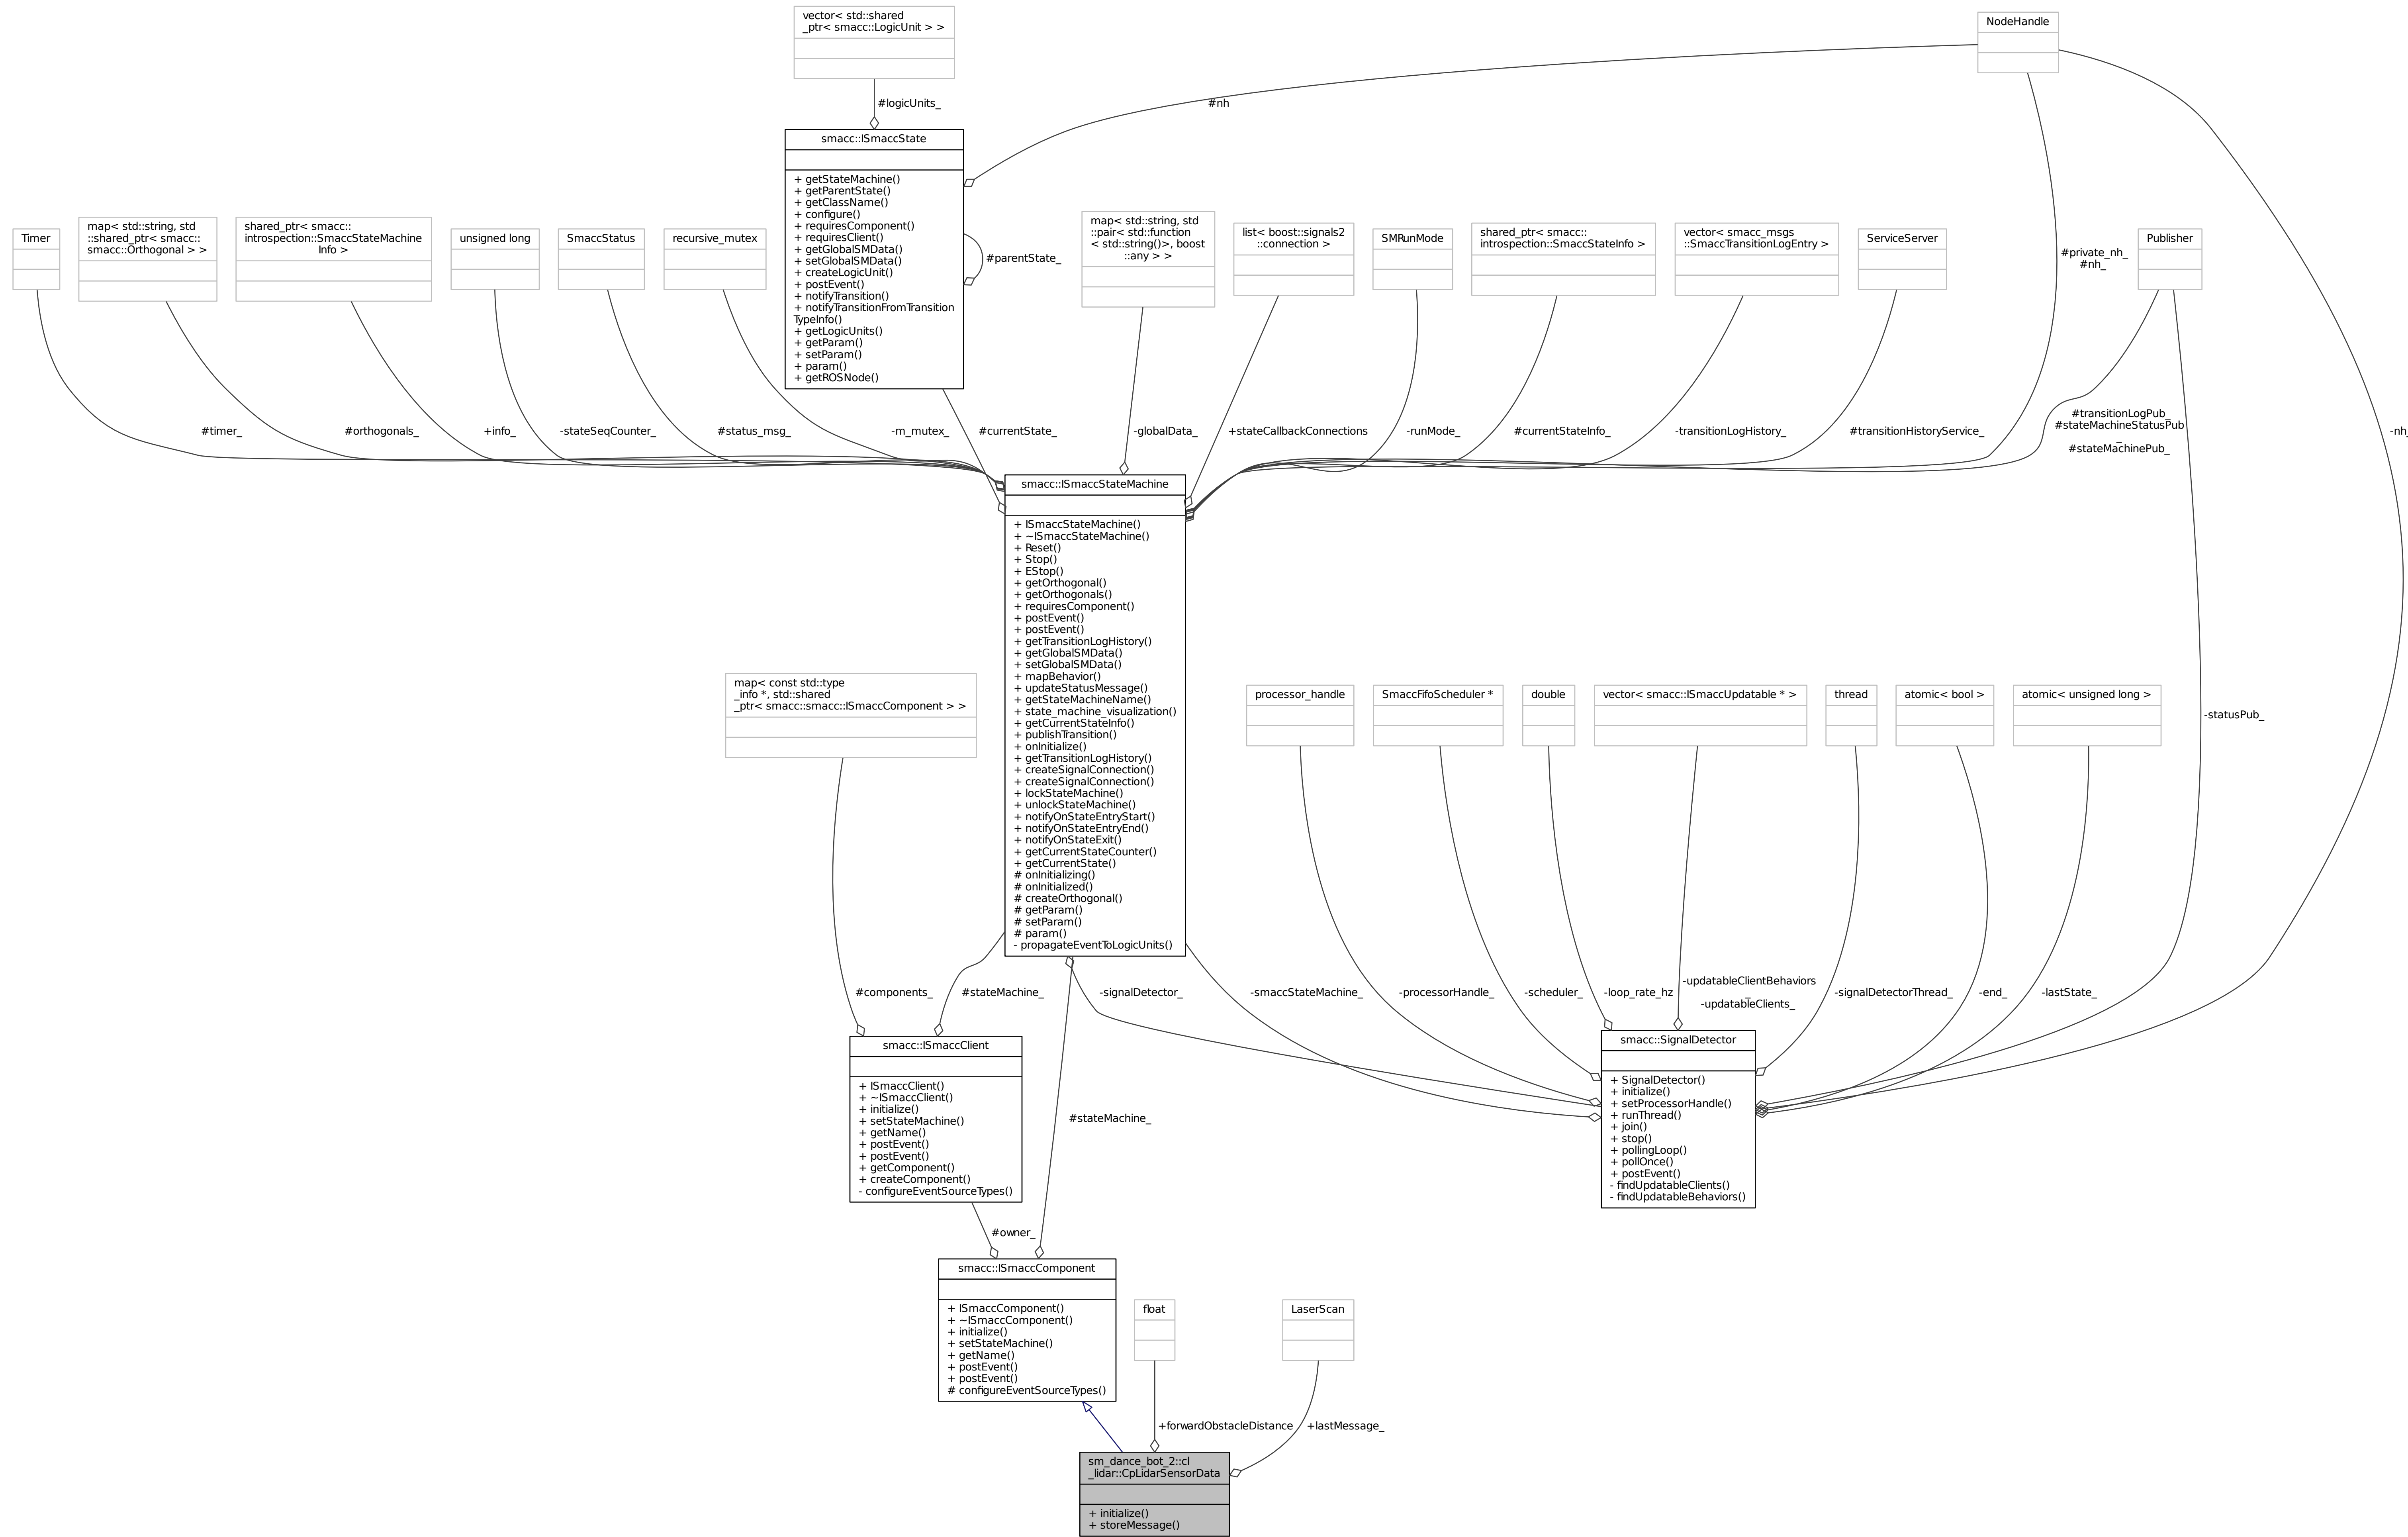 vector< std::shared
_ptr< smacc::LogicUnit > >
NodeHandle
#logicUnits_
#nh
smacc::ISmaccState
+ getStateMachine()
+ getParentState()
+ getClassName()
+ configure()
+ requiresComponent()
+ requiresClient()
+ getGlobalSMData()
+ setGlobalSMData()
+ createLogicUnit()
+ postEvent()
+ notifyTransition()
+ notifyTransitionFromTransition
TypeInfo()
+ getLogicUnits()
+ getParam()
+ setParam()
+ param()
+ getROSNode()
#parentState_
Timer
map< std::string, std
::shared_ptr< smacc::
smacc::Orthogonal > >
shared_ptr< smacc::
introspection::SmaccStateMachine
Info >
unsigned long
SmaccStatus
recursive_mutex
map< std::string, std
::pair< std::function
< std::string()>, boost
::any > >
list< boost::signals2
::connection >
SMRunMode
shared_ptr< smacc::
introspection::SmaccStateInfo >
vector< smacc_msgs
::SmaccTransitionLogEntry >
ServiceServer
#private_nh_
#nh_
Publisher
#timer_
#orthogonals_
+info_
-stateSeqCounter_
#status_msg_
-m_mutex_
#currentState_
-globalData_
+stateCallbackConnections
-runMode_
#currentStateInfo_
-transitionLogHistory_
#transitionHistoryService_
#transitionLogPub_
#stateMachineStatusPub
_
#stateMachinePub_
-nh_
smacc::ISmaccStateMachine
+ ISmaccStateMachine()
+ ~ISmaccStateMachine()
+ Reset()
+ Stop()
+ EStop()
+ getOrthogonal()
+ getOrthogonals()
+ requiresComponent()
+ postEvent()
+ postEvent()
+ getTransitionLogHistory()
+ getGlobalSMData()
+ setGlobalSMData()
+ mapBehavior()
+ updateStatusMessage()
+ getStateMachineName()
+ state_machine_visualization()
+ getCurrentStateInfo()
+ publishTransition()
+ onInitialize()
+ getTransitionLogHistory()
+ createSignalConnection()
+ createSignalConnection()
+ lockStateMachine()
+ unlockStateMachine()
+ notifyOnStateEntryStart()
+ notifyOnStateEntryEnd()
+ notifyOnStateExit()
+ getCurrentStateCounter()
+ getCurrentState()
# onInitializing()
# onInitialized()
# createOrthogonal()
# getParam()
# setParam()
# param()
- propagateEventToLogicUnits()
map< const std::type
_info *, std::shared
_ptr< smacc::smacc::ISmaccComponent > >
processor_handle
SmaccFifoScheduler *
double
vector< smacc::ISmaccUpdatable * >
thread
atomic< bool >
atomic< unsigned long >
-statusPub_
#components_
#stateMachine_
-signalDetector_
-smaccStateMachine_
-processorHandle_
-scheduler_
-loop_rate_hz
-updatableClientBehaviors
_
-updatableClients_
-signalDetectorThread_
-end_
-lastState_
smacc::ISmaccClient
+ ISmaccClient()
+ ~ISmaccClient()
+ initialize()
+ setStateMachine()
+ getName()
+ postEvent()
+ postEvent()
+ getComponent()
+ createComponent()
- configureEventSourceTypes()
#stateMachine_
smacc::SignalDetector
+ SignalDetector()
+ initialize()
+ setProcessorHandle()
+ runThread()
+ join()
+ stop()
+ pollingLoop()
+ pollOnce()
+ postEvent()
- findUpdatableClients()
- findUpdatableBehaviors()
#owner_
smacc::ISmaccComponent
+ ISmaccComponent()
+ ~ISmaccComponent()
+ initialize()
+ setStateMachine()
+ getName()
+ postEvent()
+ postEvent()
# configureEventSourceTypes()
float
LaserScan
+forwardObstacleDistance
+lastMessage_
sm_dance_bot_2::cl
_lidar::CpLidarSensorData
+ initialize()
+ storeMessage()